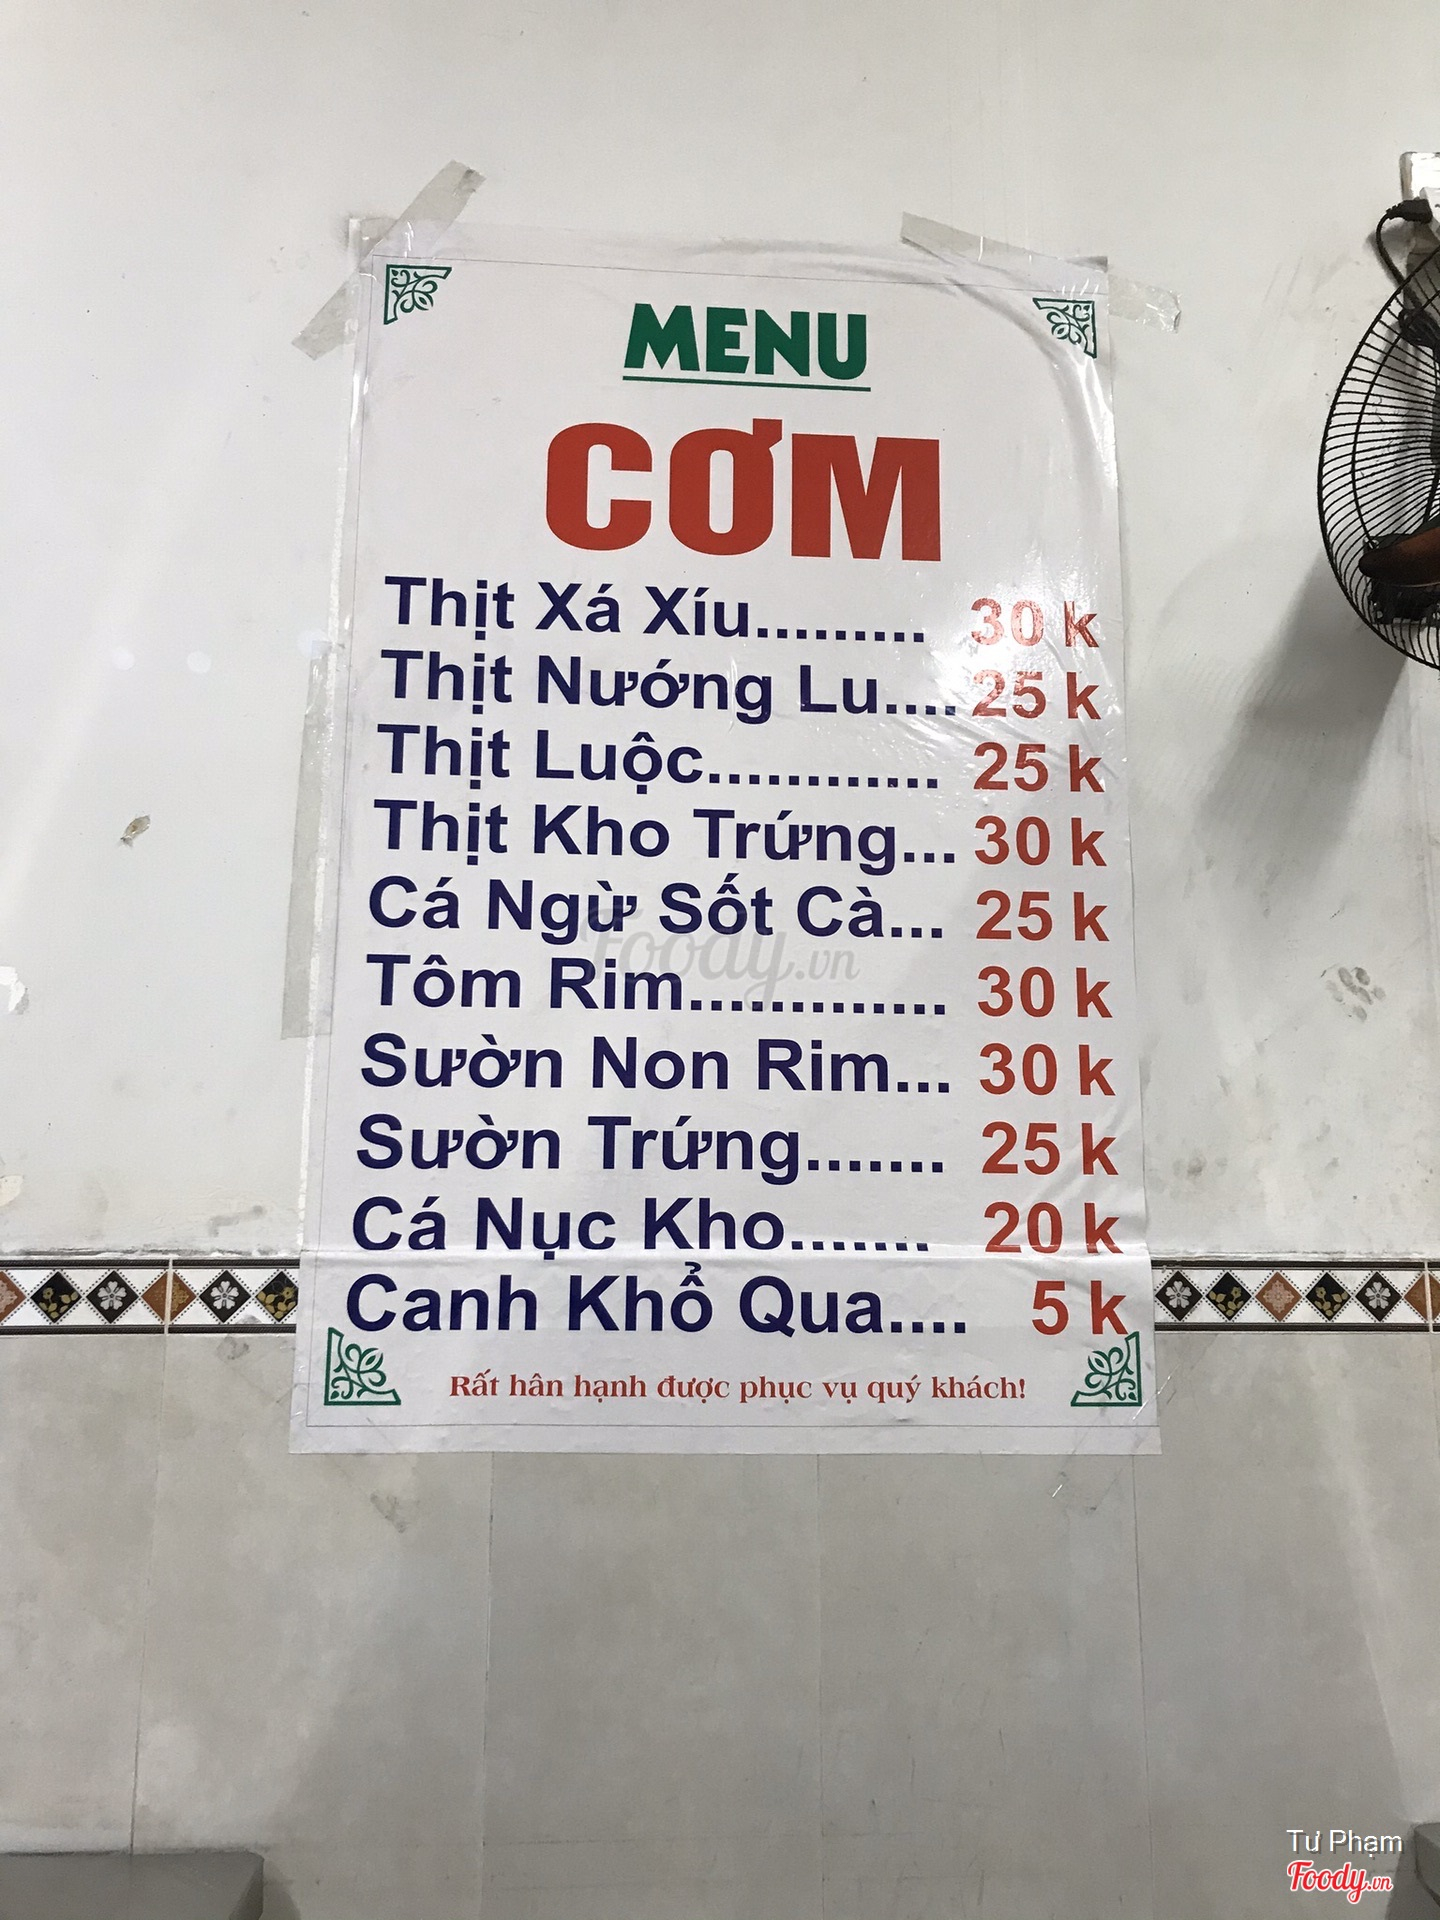 MENU
CƠM
Thịt Xá Xíu......... 30 k
Thịt Nướng Lu.... 25 k
Thịt Luộc............ 25 k
Thịt Kho Trứng... 30 k
Cá Ngừ Sốt Cà... 25 k
Foody.vn
Tôm Rim............. 30 k
Sườn Non Rim... 30 k
Sườn Trứng....... 25 k
Cá Nục Kho....... 20 k
Canh Khổ Qua.... 5 k
Rất hân hạnh được phục vụ quý khách!
Tư Phạm
Foody.vn